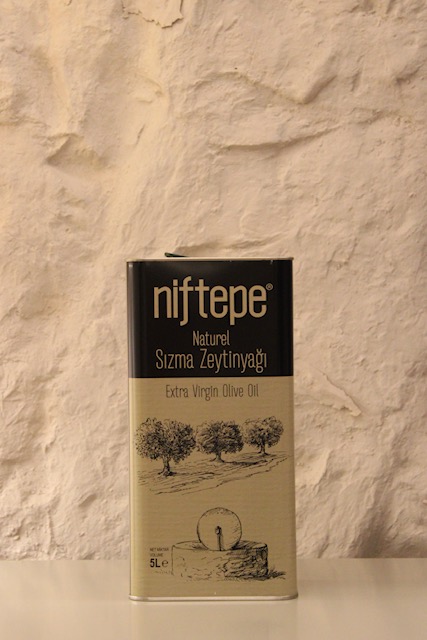 niftepe®
Naturel
Sızma Zeytinyağı
Extra Virgin Olive Oil
5L e